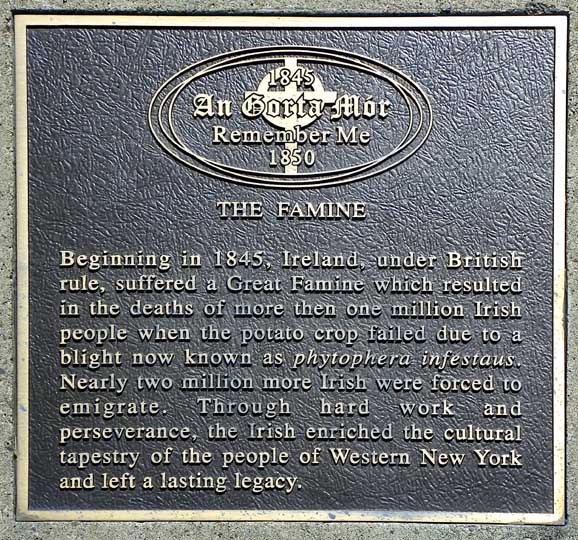 1845
An Gorta Mór
Remember Me
1850
THE FAMINE
Beginning in 1845, Ireland, under British
rule, suffered a Great Famine which resulted
in the deaths of more then one million Irish
people when the potato crop failed due to a
blight now known as phytophera infestaus.
Nearly two million more Irish were forced to
emigrate. Through hard work and
perseverance, the Irish enriched the cultural
tapestry of the people of Western New York
and left a lasting legacy.